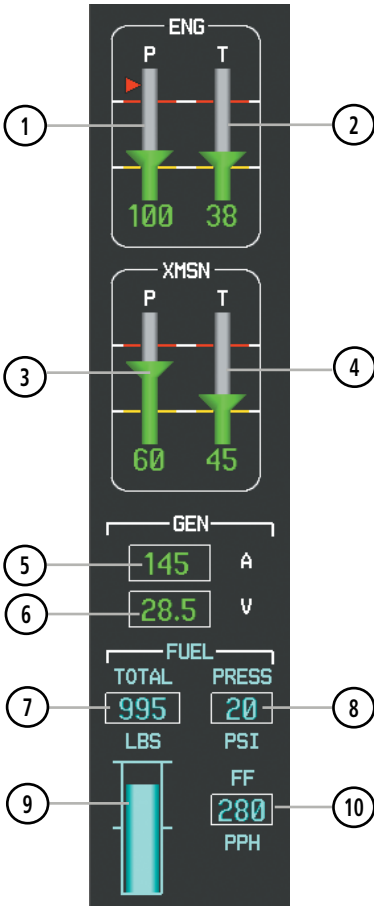 ENG
P T
1
2
100 38
XMSN
P T
3
4
60 45
GEN
5
145 A
6
28.5 V
FUEL
TOTAL PRESS
7
995 20
8
LBS PSI
FF
9
280
10
PPH